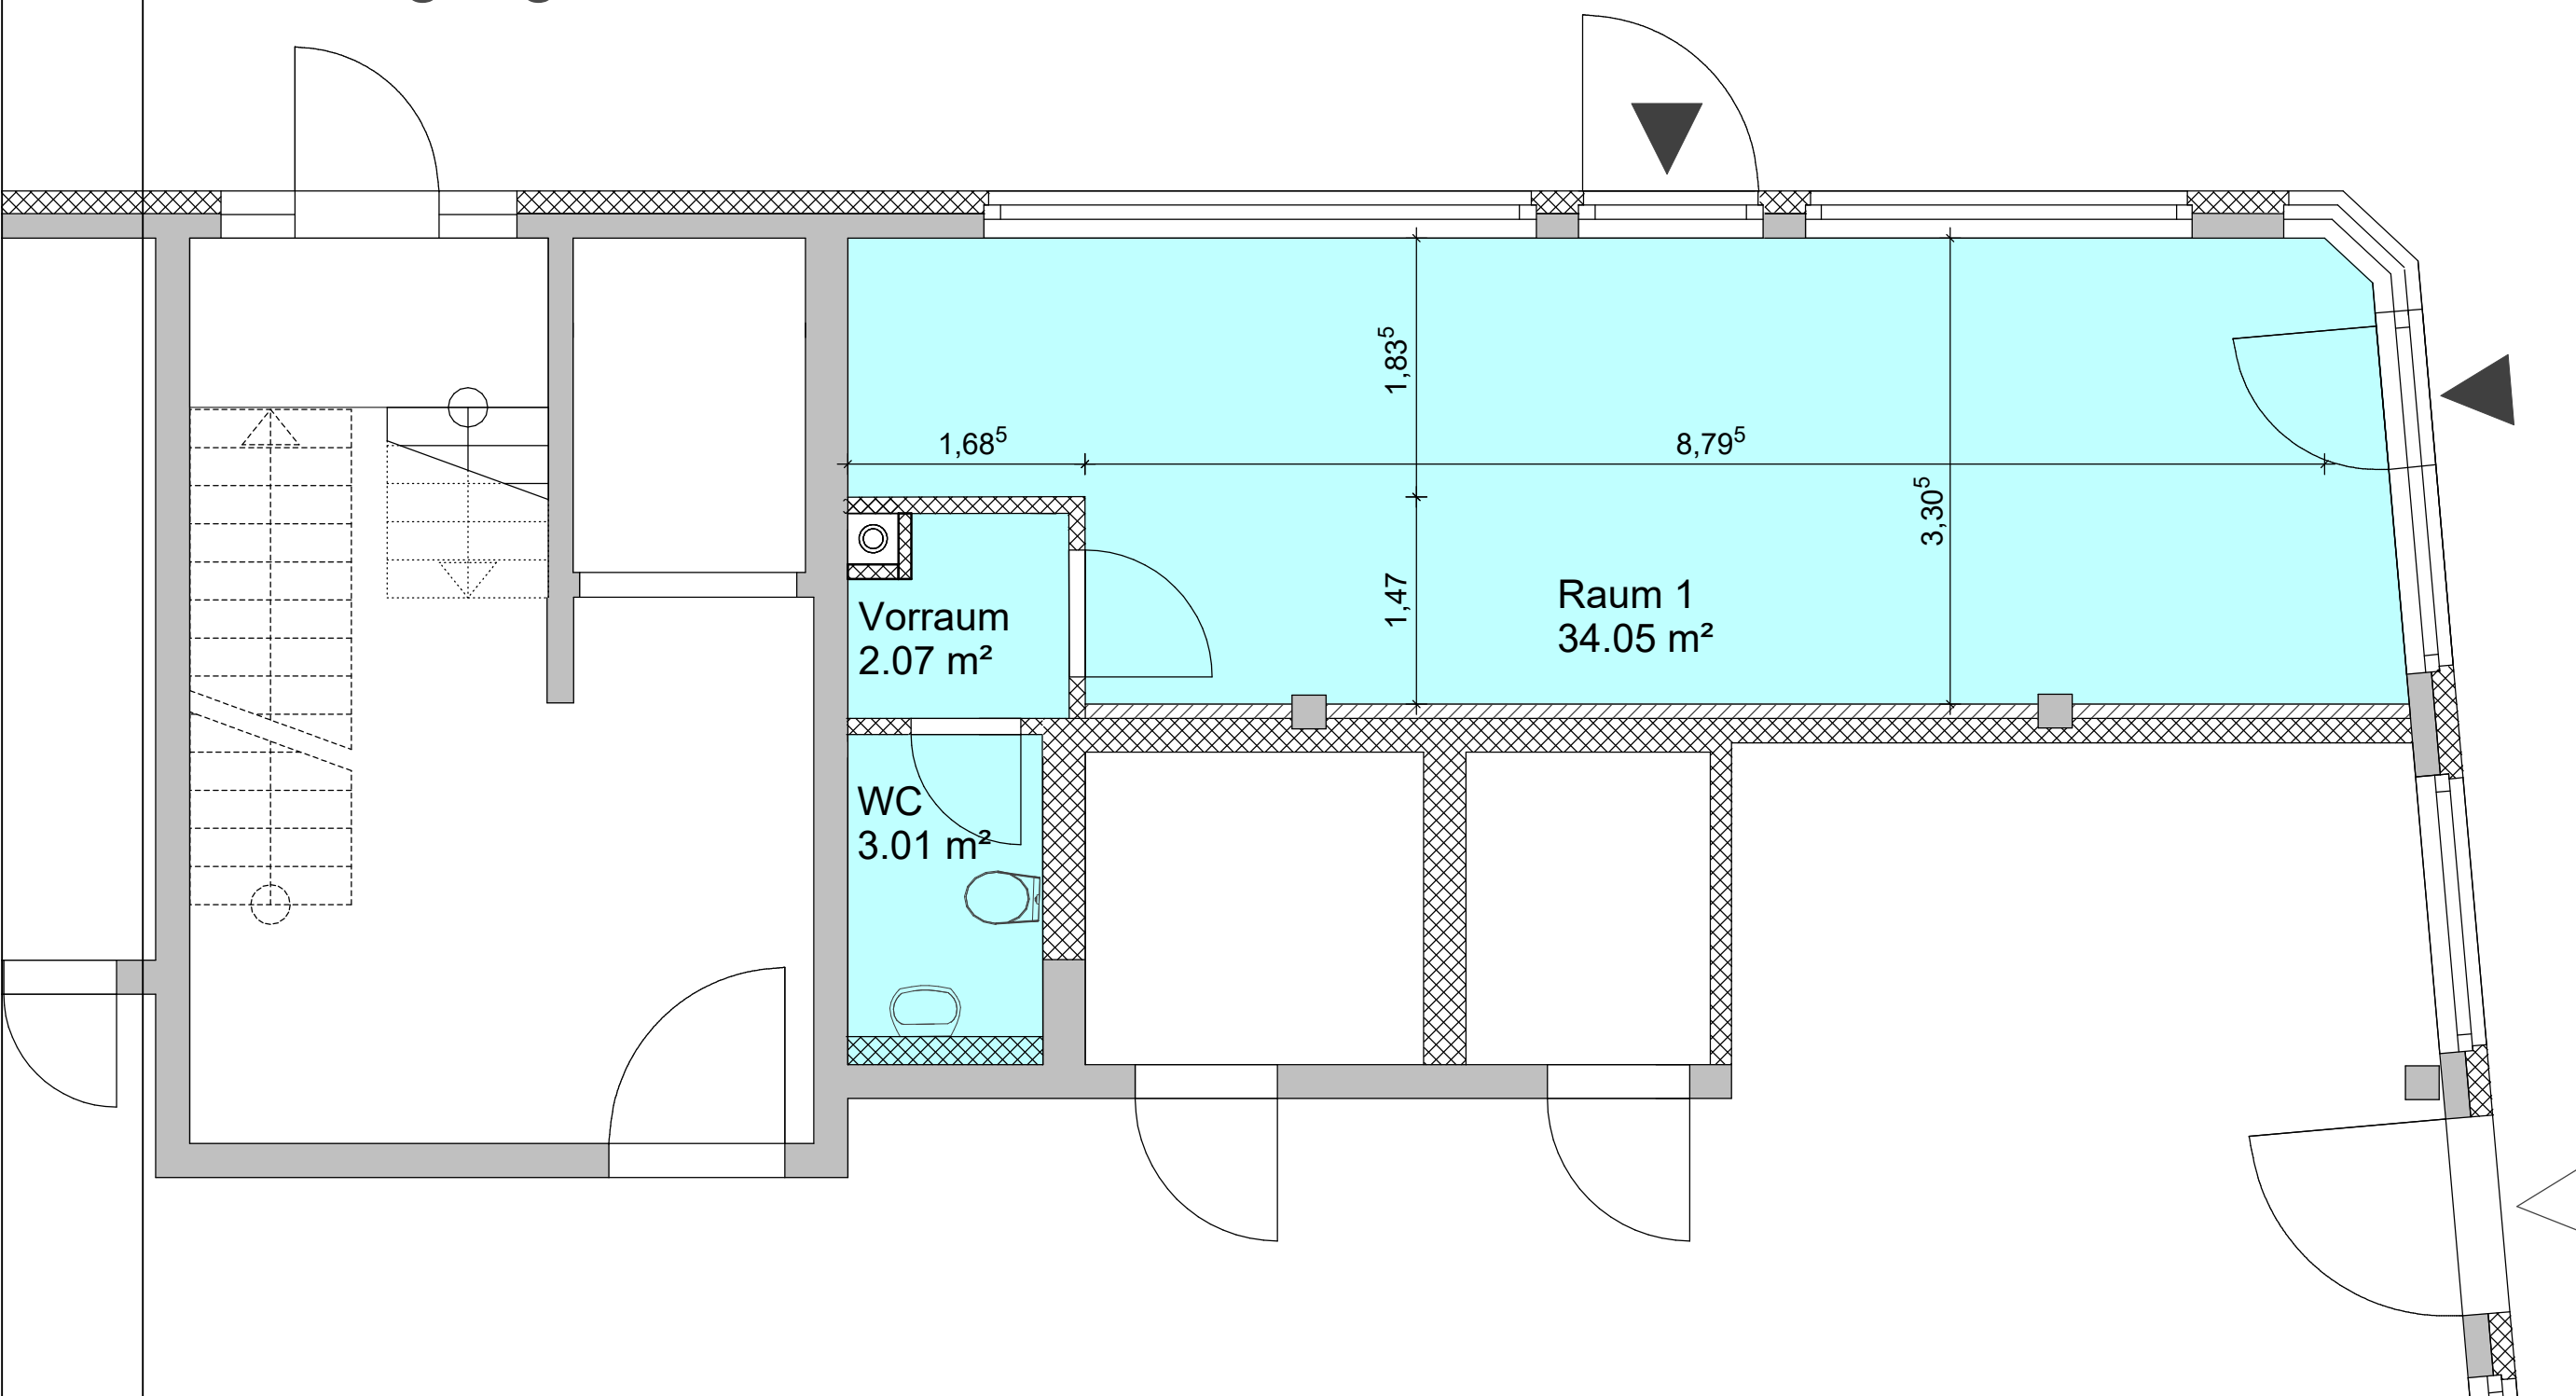 1,83⁵
1,68⁵
8,79⁵
3,30⁵
1,47
Raum 1
34.05 m²
Vorraum
2.07 m²
WC
3.01 m²